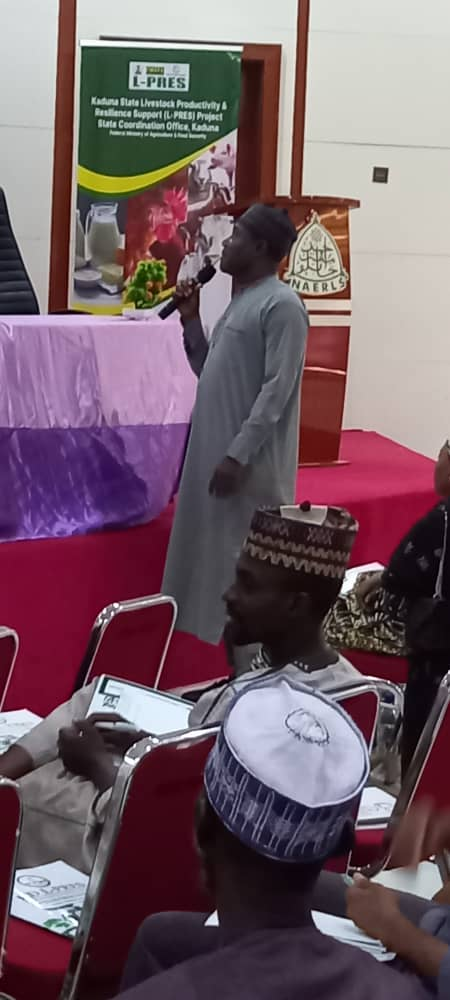 L-PRES
Kaduna State Livestock Productivity &
Resilience Support (L-PRES) Project
State Coordination Office, Kaduna
Federal Ministry of Agriculture & Food Security
NAERLS